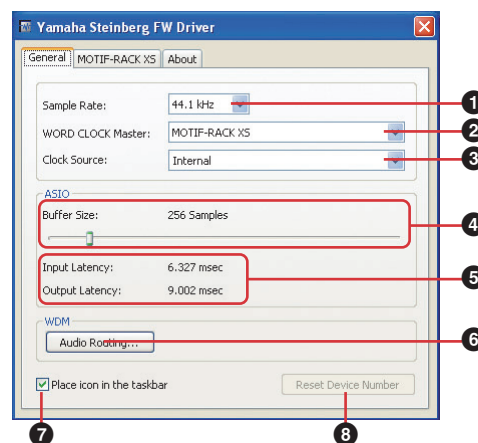 Yamaha Steinberg FW Driver
General MOTIF-RACK XS About
Sample Rate: 44.1 kHz 1
WORD CLOCK Master: MOTIF-RACK XS 2
Clock Source: Internal 3
ASIO
Buffer Size: 256 Samples 4
Input Latency: 6.327 msec 5
Output Latency: 9.002 msec
WDM
Audio Routing... 6
Place icon in the taskbar Reset Device Number
7 8